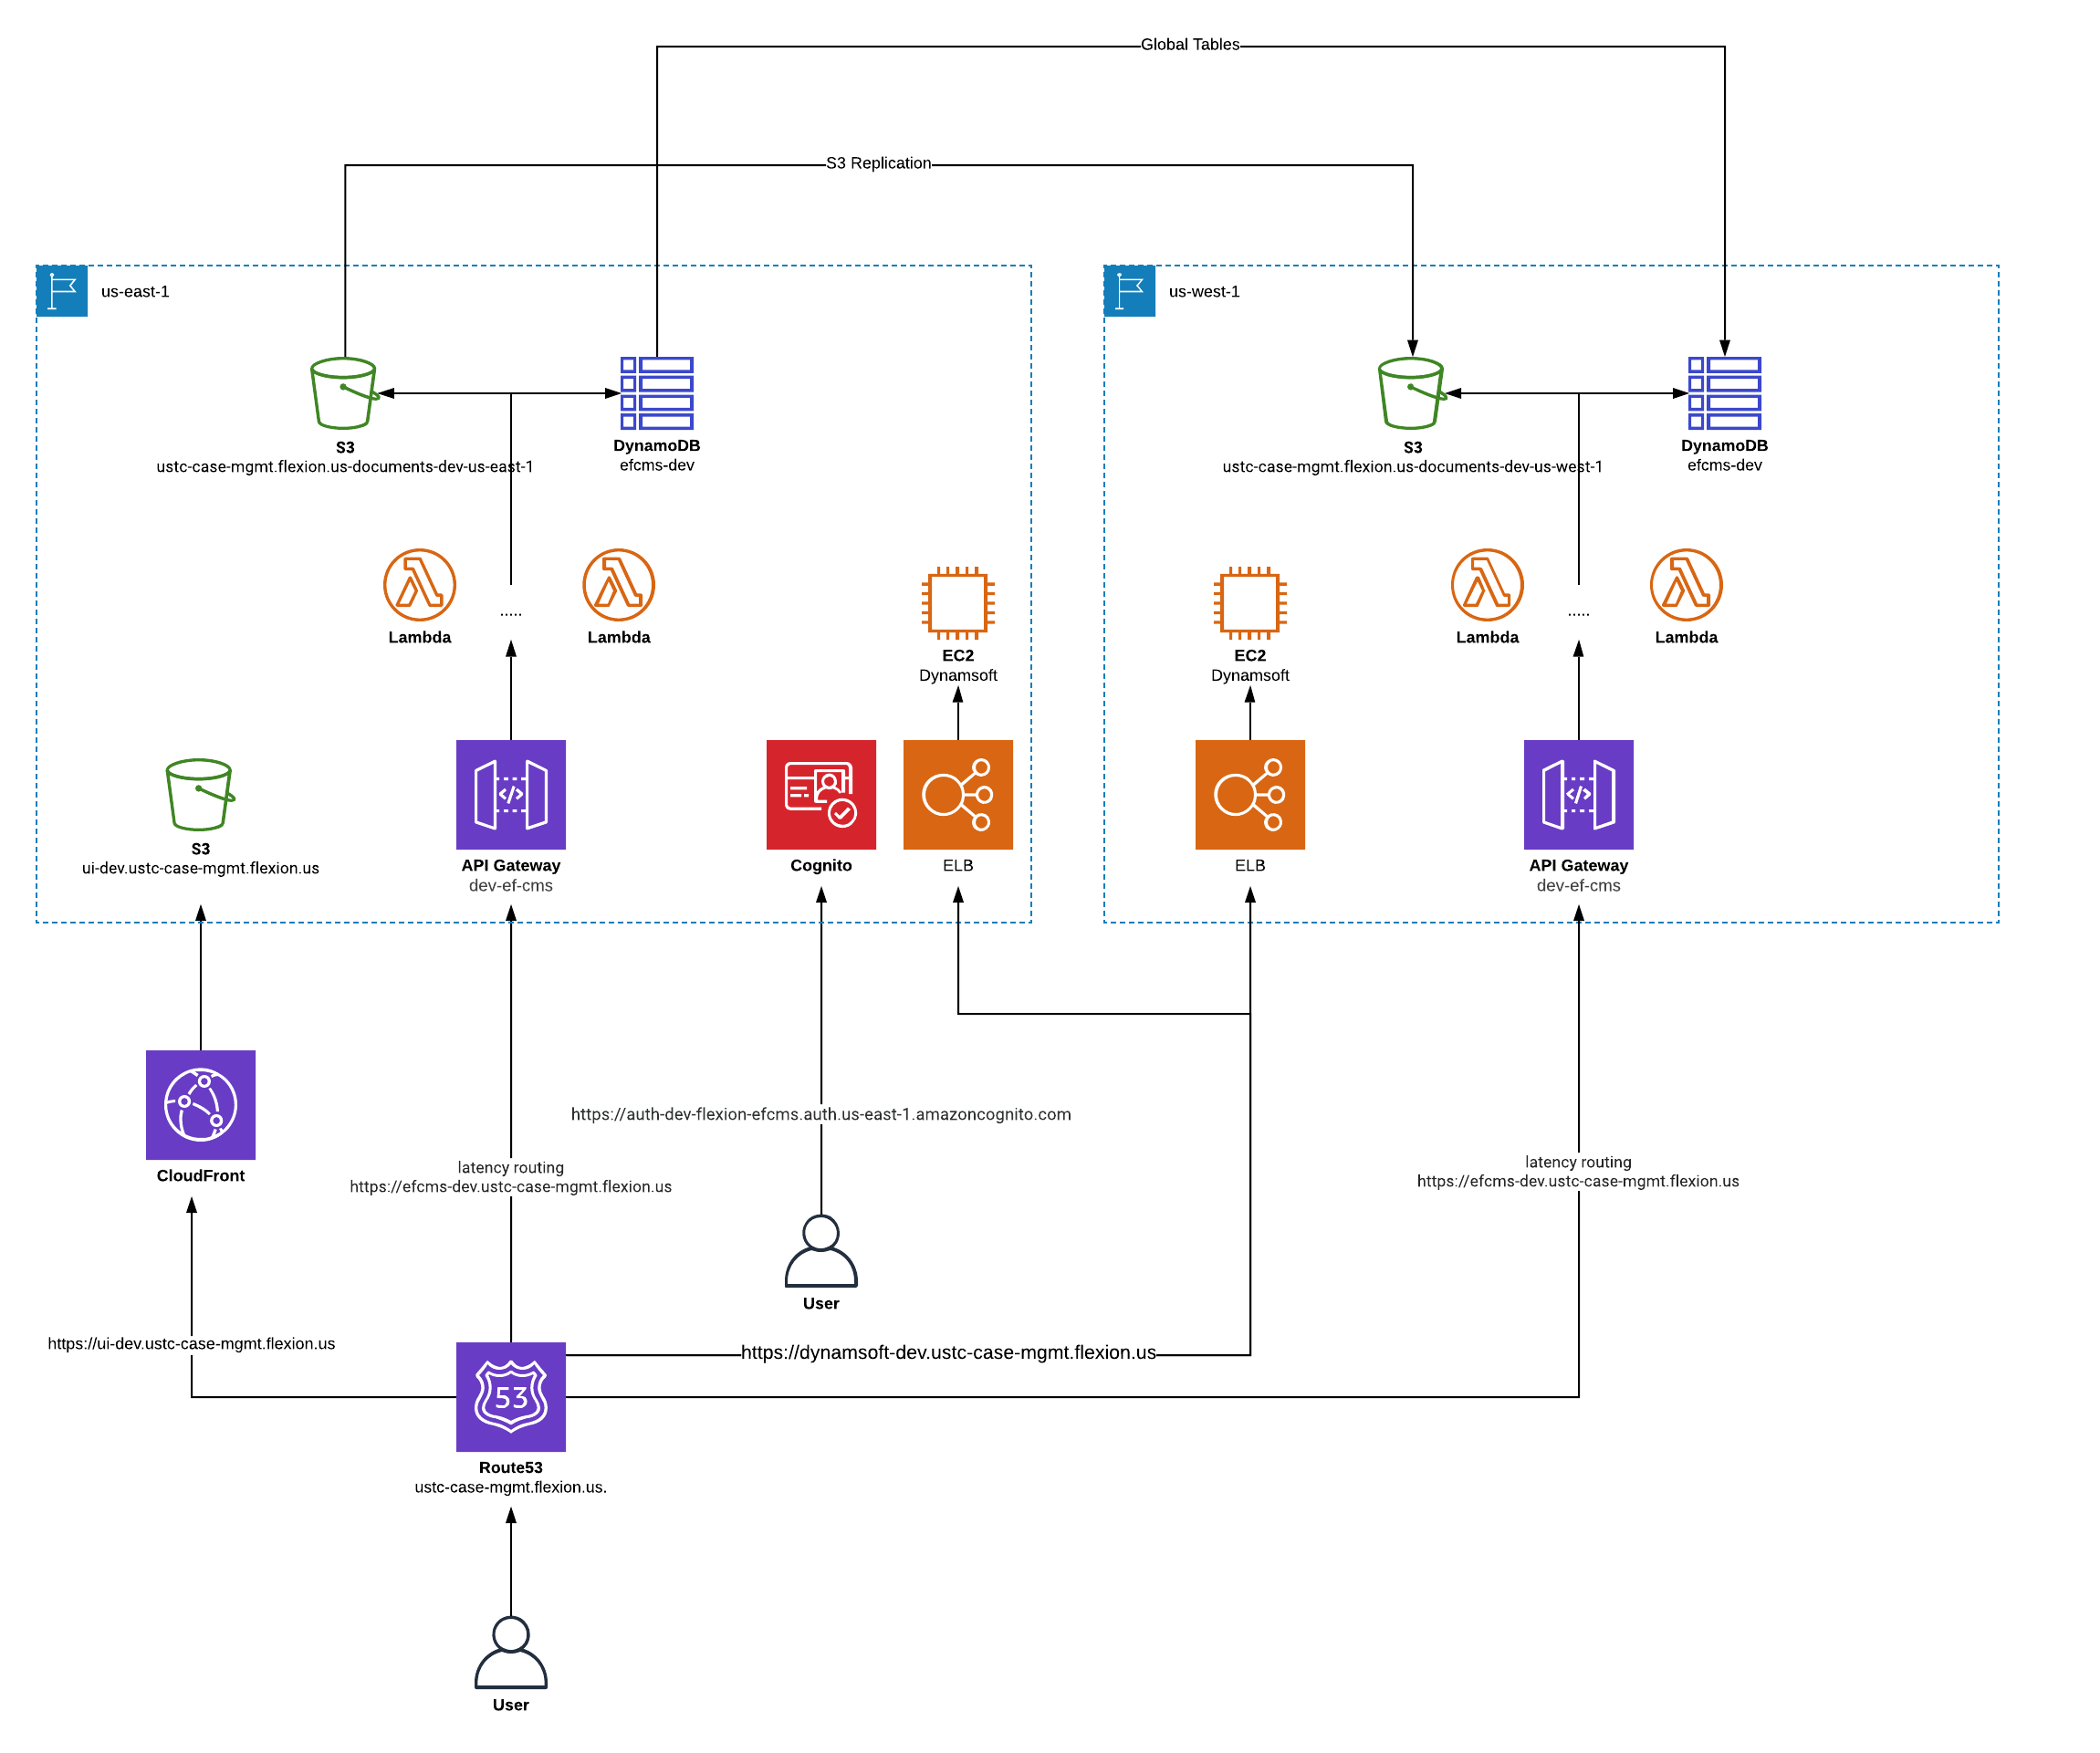 Global Tables
S3 Replication
us-east-1
us-west-1
S3
ustc-case-mgmt.flexion.us-documents-dev-us-east-1
DynamoDB
efcms-dev
S3
ustc-case-mgmt.flexion.us-documents-dev-us-west-1
DynamoDB
efcms-dev
Lambda
.....
Lambda
EC2
Dynamsoft
EC2
Dynamsoft
Lambda
.....
Lambda
S3
ui-dev.ustc-case-mgmt.flexion.us
</>
API Gateway
dev-ef-cms
Cognito
ELB
ELB
</>
API Gateway
dev-ef-cms
CloudFront
https://auth-dev-flexion-efcms.auth.us-east-1.amazoncognito.com
latency routing
https://efcms-dev.ustc-case-mgmt.flexion.us
latency routing
https://efcms-dev.ustc-case-mgmt.flexion.us
User
https://ui-dev.ustc-case-mgmt.flexion.us
https://dynamsoft-dev.ustc-case-mgmt.flexion.us
53
Route53
ustc-case-mgmt.flexion.us.
User